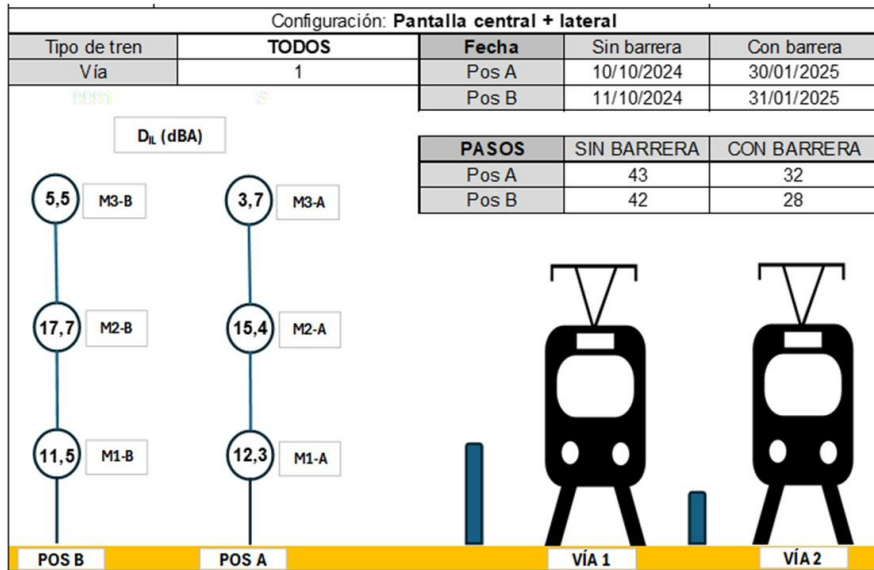 Configuración: Pantalla central + lateral
Tipo de tren TODOS Fecha Sin barrera Con barrera
Vía 1 Pos A 10/10/2024 30/01/2025
Pos B 11/10/2024 31/01/2025
D_IL (dBA)
PASOS SIN BARRERA CON BARRERA
Pos A 43 32
Pos B 42 28
5,5 M3-B 3,7 M3-A
17,7 M2-B 15,4 M2-A
11,5 M1-B 12,3 M1-A
POS B POS A VÍA 1 VÍA 2